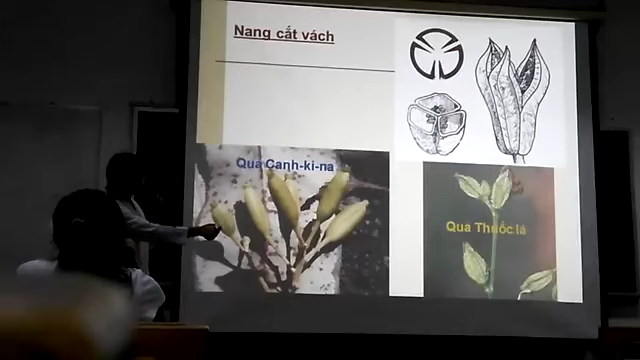 Nang cắt vách
Quả Canh-ki-na
Quả Thuốc lá